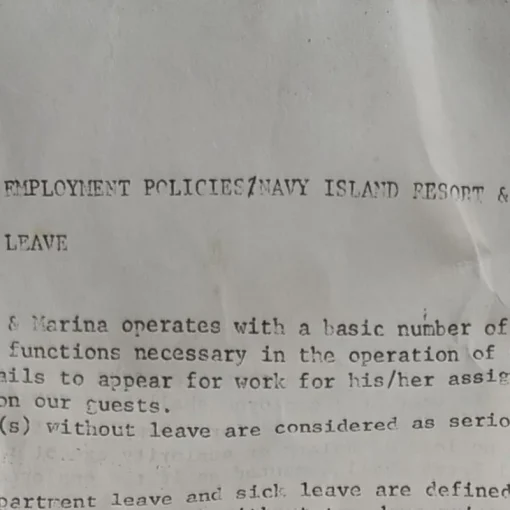 EMPLOYMENT POLICIES/NAVY ISLAND RESORT &
LEAVE
& Marina operates with a basic number of
functions necessary in the operation of
ails to appear for work for his/her assig
on our guests.
(s) without leave are considered as serio
partment leave and sick leave are defined